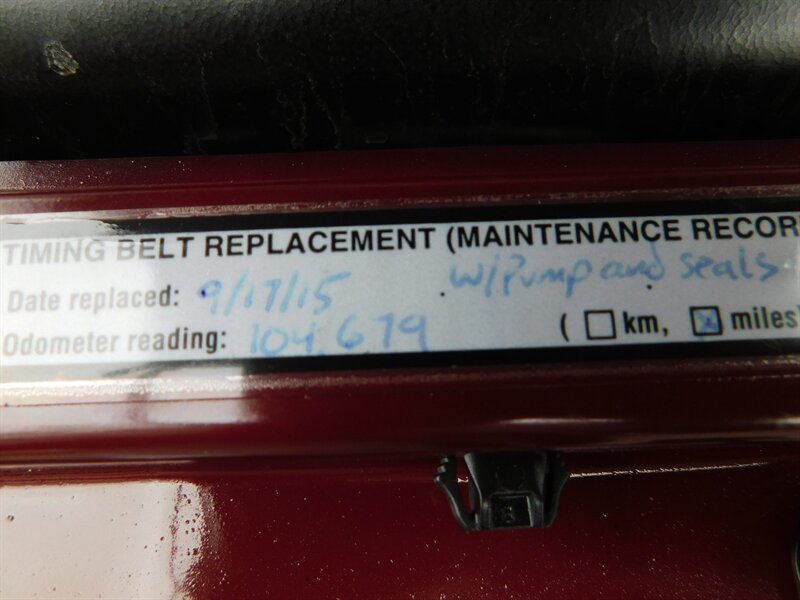 TIMING BELT REPLACEMENT (MAINTENANCE RECOR
Date replaced: 9/17/15 w/Pump and seals
Odometer reading: 104,679 ( ☐ km, ☒ miles)